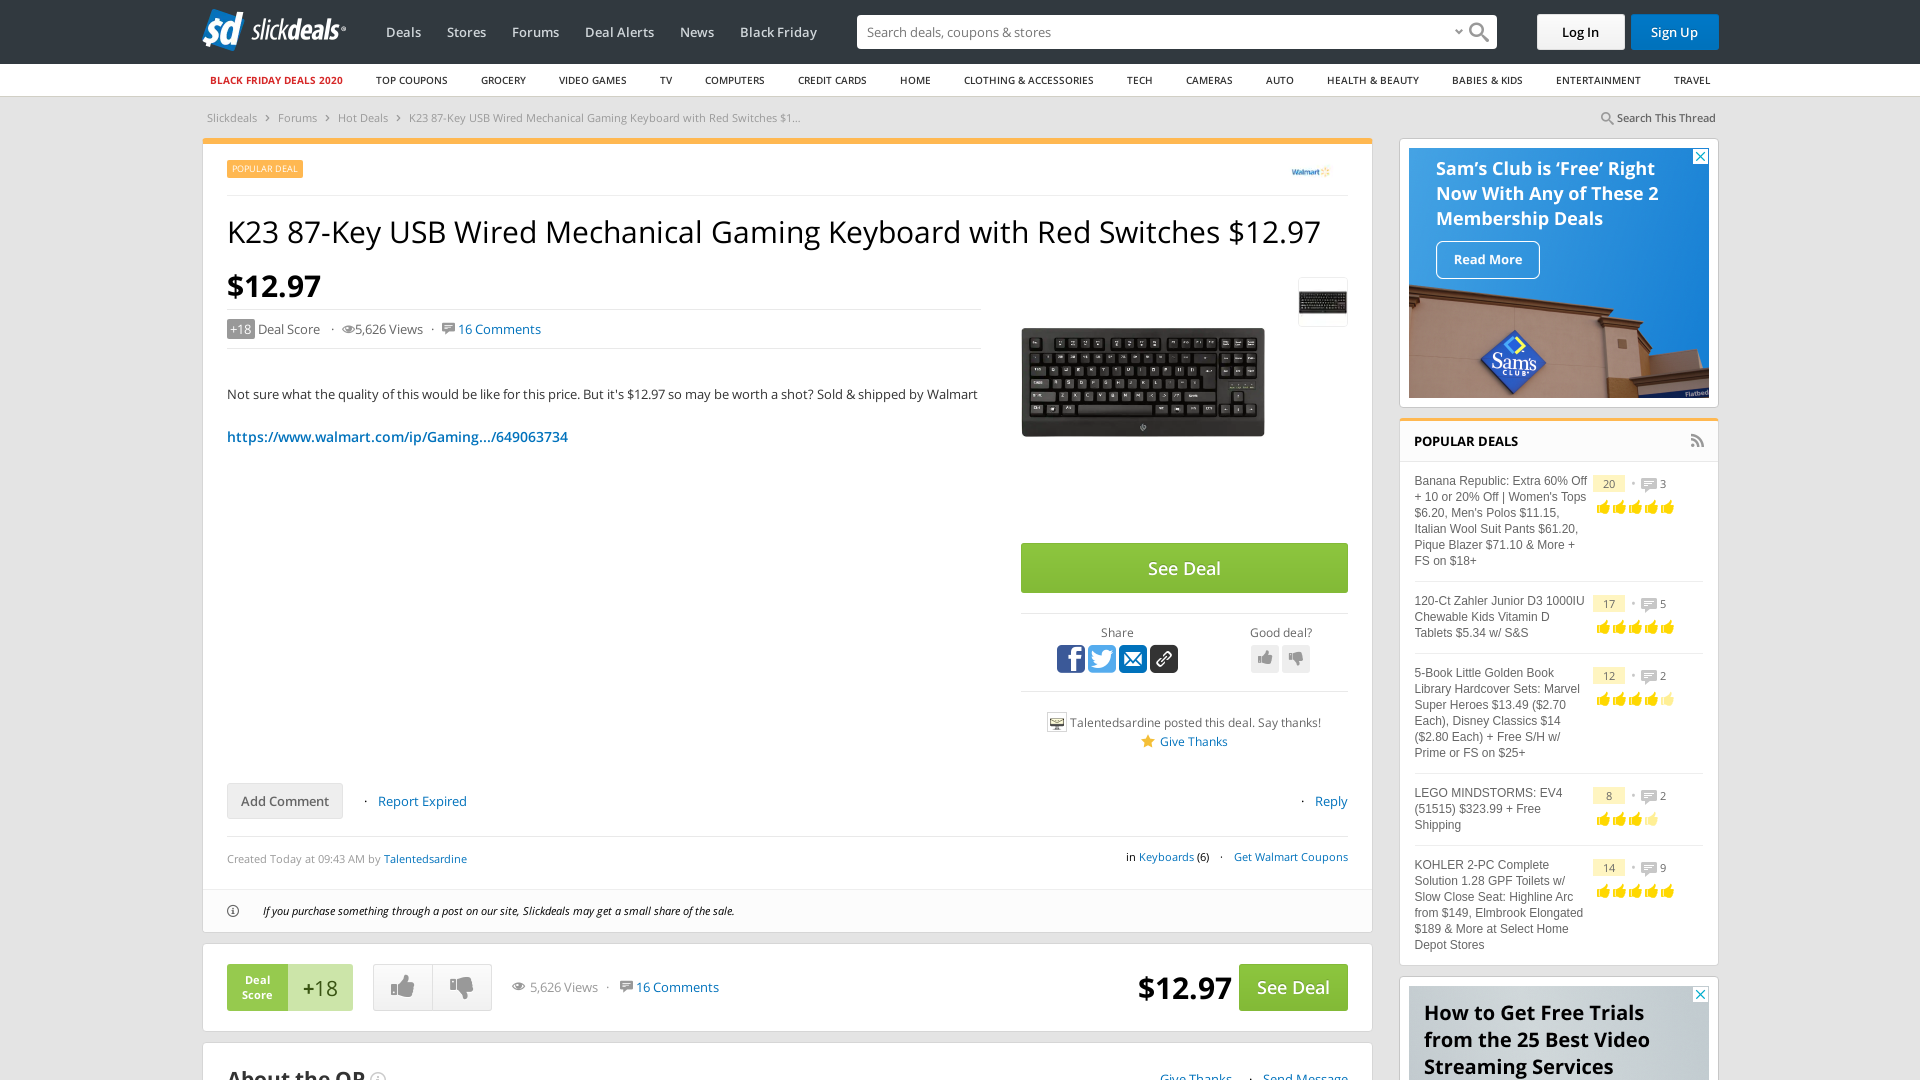 slickdeals
Deals
Stores
Forums
Deal Alerts
News
Black Friday
Search deals, coupons & shopping
Log In
Sign Up
BLACK FRIDAY DEALS 2020
TOP COUPONS
GROCERY
VIDEO GAMES
TV
COMPUTERS
CREDIT CARDS
HOME
CLOTHING & ACCESSORIES
TECH
CAMERAS
AUTO
HEALTH & BEAUTY
BABIES & KIDS
ENTERTAINMENT
TRAVEL
Slickdeals > Forums > Hot Deals > K23 87-Key USB Wired Mechanical Gaming Keyboard with Red Switches $1...
Search This Thread
POPULAR DEAL
Walmart
K23 87-Key USB Wired Mechanical Gaming Keyboard with Red Switches $12.97
$12.97
+18 Deal Score · 5,626 Views · 16 Comments
Not sure what the quality of this would be like for this price. But it's $12.97 so may be worth a shot? Sold & shipped by Walmart
https://www.walmart.com/ip/Gaming.../649063734
See Deal
Share
Good deal?
Talentedsardine posted this deal. Say thanks!
Give Thanks
Add Comment
· Report Expired
· Reply
Created Today at 09:43 AM by Talentedsardine
in Keyboards (6) · Get Walmart Coupons
If you purchase something through a post on our site, Slickdeals may get a small share of the sale.
Deal
Score
+18
5,626 Views · 16 Comments
$12.97
See Deal
About the OP
Give Thanks · Send Message
Sam's Club is 'Free' Right
Now With Any of These 2
Membership Deals
Read More
Sam's
CLUB
Flatbed
POPULAR DEALS
Banana Republic: Extra 60% Off
+ 10 or 20% Off | Women's Tops
$6.20, Men's Polos $11.15,
Italian Wool Suit Pants $61.20,
Pique Blazer $71.10 & More +
FS on $18+
20 · 3
120-Ct Zahler Junior D3 1000IU
Chewable Kids Vitamin D
Tablets $5.34 w/ S&S
17 · 5
5-Book Little Golden Book
Library Hardcover Sets: Marvel
Super Heroes $13.49 ($2.70
Each), Disney Classics $14
($2.80 Each) + Free S/H w/
Prime or FS on $25+
12 · 2
LEGO MINDSTORMS: EV4
(51515) $323.99 + Free
Shipping
8 · 2
KOHLER 2-PC Complete
Solution 1.28 GPF Toilets w/
Slow Close Seat: Highline Arc
from $149, Elmbrook Elongated
$189 & More at Select Home
Depot Stores
14 · 9
How to Get Free Trials
from the 25 Best Video
Streaming Services